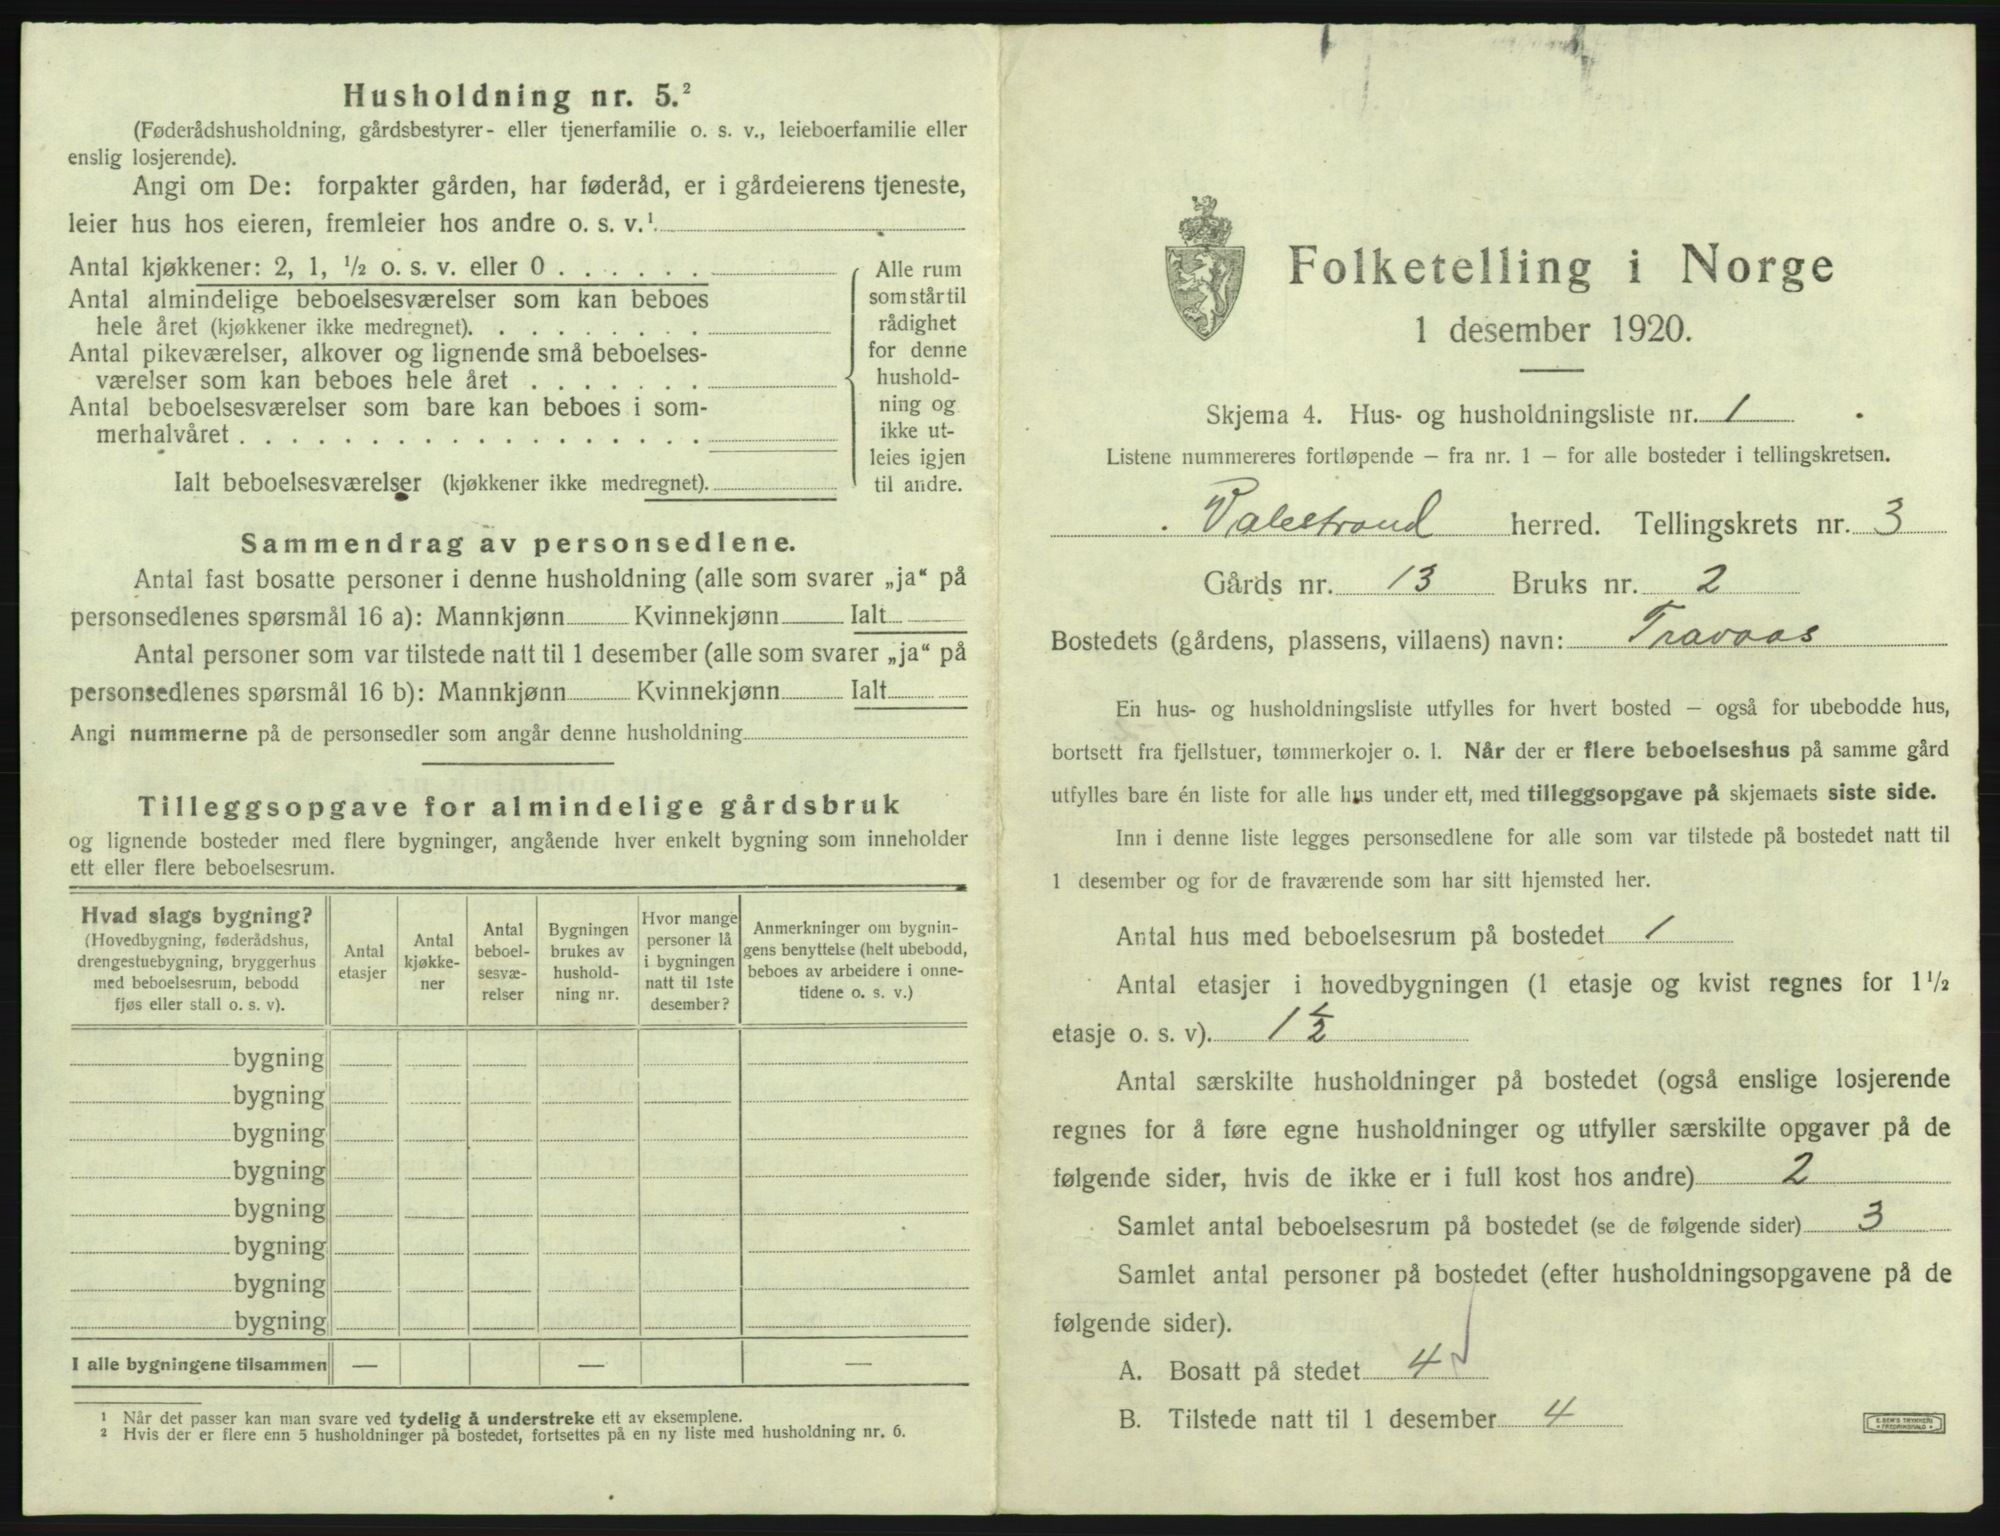 Husholdning nr. 5.²
(Føderådshusholdning, gårdsbestyrer- eller tjenerfamilie o. s. v., leieboerfamilie eller
enslig losjerende).
Angi om De: forpakter gården, har føderåd, er i gårdeierens tjeneste,
leier hus hos eieren, fremleier hos andre o. s. v.¹
Antal kjøkkener: 2, 1, ½ o. s. v. eller 0 . . . . . .
Antal almindelige beboelsesværelser som kan beboes
hele året (kjøkkener ikke medregnet). . . . . . . . .
Antal pikeværelser, alkover og lignende små beboelses-
værelser som kan beboes hele året . . . . . . .
Antal beboelsesværelser som bare kan beboes i som-
merhalvåret . . . . . . . . . . . . . . . . . .
Ialt beboelsesværelser (kjøkkener ikke medregnet).
Alle rum
som står til
rådighet
for denne
hushold-
ning og
ikke ut-
leies igjen
til andre.
Sammendrag av personsedlene.
Antal fast bosatte personer i denne husholdning (alle som svarer „ja“ på
personsedlenes spørsmål 16 a): Mannkjønn Kvinnekjønn Ialt
Antal personer som var tilstede natt til 1 desember (alle som svarer „ja“ på
personsedlenes spørsmål 16 b): Mannkjønn Kvinnekjønn Ialt
Angi nummerne på de personsedler som angår denne husholdning
Tilleggsopgave for almindelige gårdsbruk
og lignende bosteder med flere bygninger, angående hver enkelt bygning som inneholder
ett eller flere beboelsesrum.
Hvad slags bygning?
(Hovedbygning, føderådshus,
drengestuebygning, bryggerhus
med beboelsesrum, bebodd
fjøs eller stall o. s. v).
Antal
etasjer
Antal
kjøkke-
ner
Antal
beboel-
sesvæ-
relser
Bygningen
brukes av
hushold-
ning nr.
Hvor mange
personer lå
i bygningen
natt til 1ste
desember?
Anmerkninger om bygnin-
gens benyttelse (helt ubebodd,
beboes av arbeidere i onne-
tidene o. s. v.)
bygning
bygning
bygning
bygning
bygning
bygning
bygning
bygning
I alle bygningene tilsammen — — —
¹ Når det passer kan man svare ved tydelig å understreke ett av eksemplene.
² Hvis der er flere enn 5 husholdninger på bostedet, fortsettes på en ny liste med husholdning nr. 6.
Folketelling i Norge
1 desember 1920.
Skjema 4. Hus- og husholdningsliste nr. 1
Listene nummereres fortløpende – fra nr. 1 – for alle bosteder i tellingskretsen.
Valestrand herred. Tellingskrets nr. 3
Gårds nr. 13 Bruks nr. 2
Bostedets (gårdens, plassens, villaens) navn: Travaas
En hus- og husholdningsliste utfylles for hvert bosted – også for ubebodde hus,
bortsett fra fjellstuer, tømmerkojer o. l. Når der er flere beboelseshus på samme gård
utfylles bare én liste for alle hus under ett, med tilleggsopgave på skjemaets siste side.
Inn i denne liste legges personsedlene for alle som var tilstede på bostedet natt til
1 desember og for de fraværende som har sitt hjemsted her.
Antal hus med beboelsesrum på bostedet 1
Antal etasjer i hovedbygningen (1 etasje og kvist regnes for 1½
etasje o. s. v). 1½
Antal særskilte husholdninger på bostedet (også enslige losjerende
regnes for å føre egne husholdninger og utfyller særskilte opgaver på de
følgende sider, hvis de ikke er i full kost hos andre) 2
Samlet antal beboelsesrum på bostedet (se de følgende sider) 3
Samlet antal personer på bostedet (efter husholdningsopgavene på de
følgende sider).
A. Bosatt på stedet 4
B. Tilstede natt til 1 desember 4
E. SEM'S TRYKKERI
FREDRIKSHALD